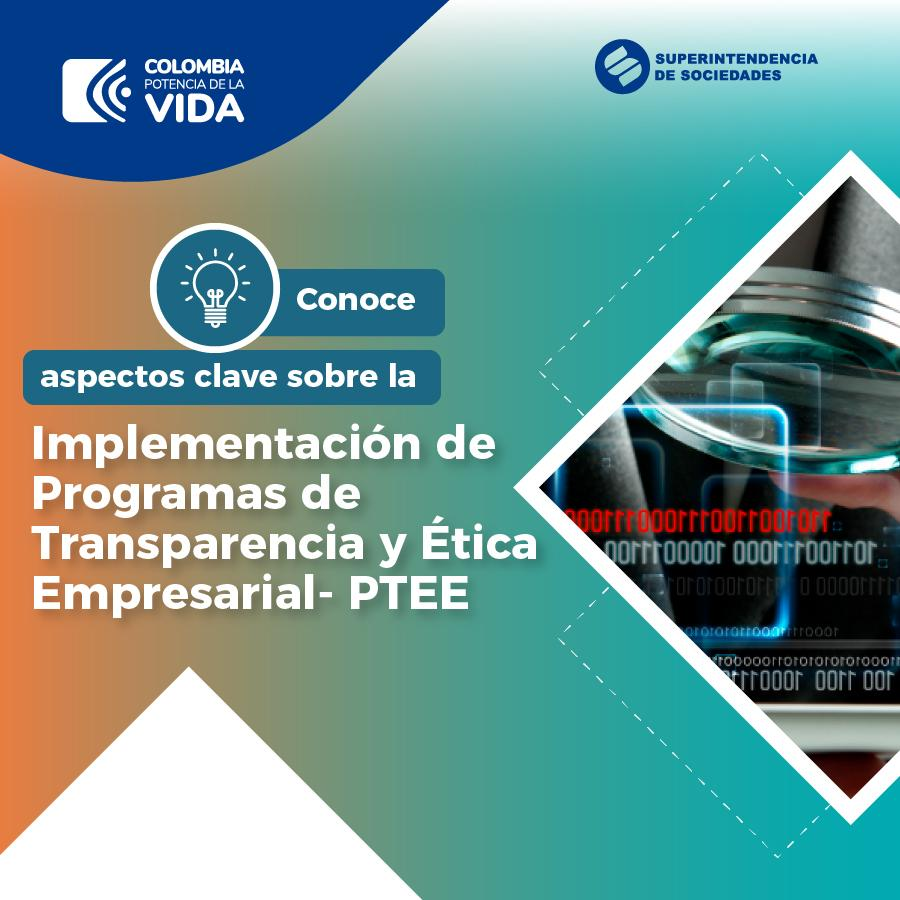 COLOMBIA
POTENCIA DE LA
VIDA
SUPERINTENDENCIA
DE SOCIEDADES
Conoce
aspectos clave sobre la
Implementación de
Programas de
Transparencia y Ética
Empresarial- PTEE